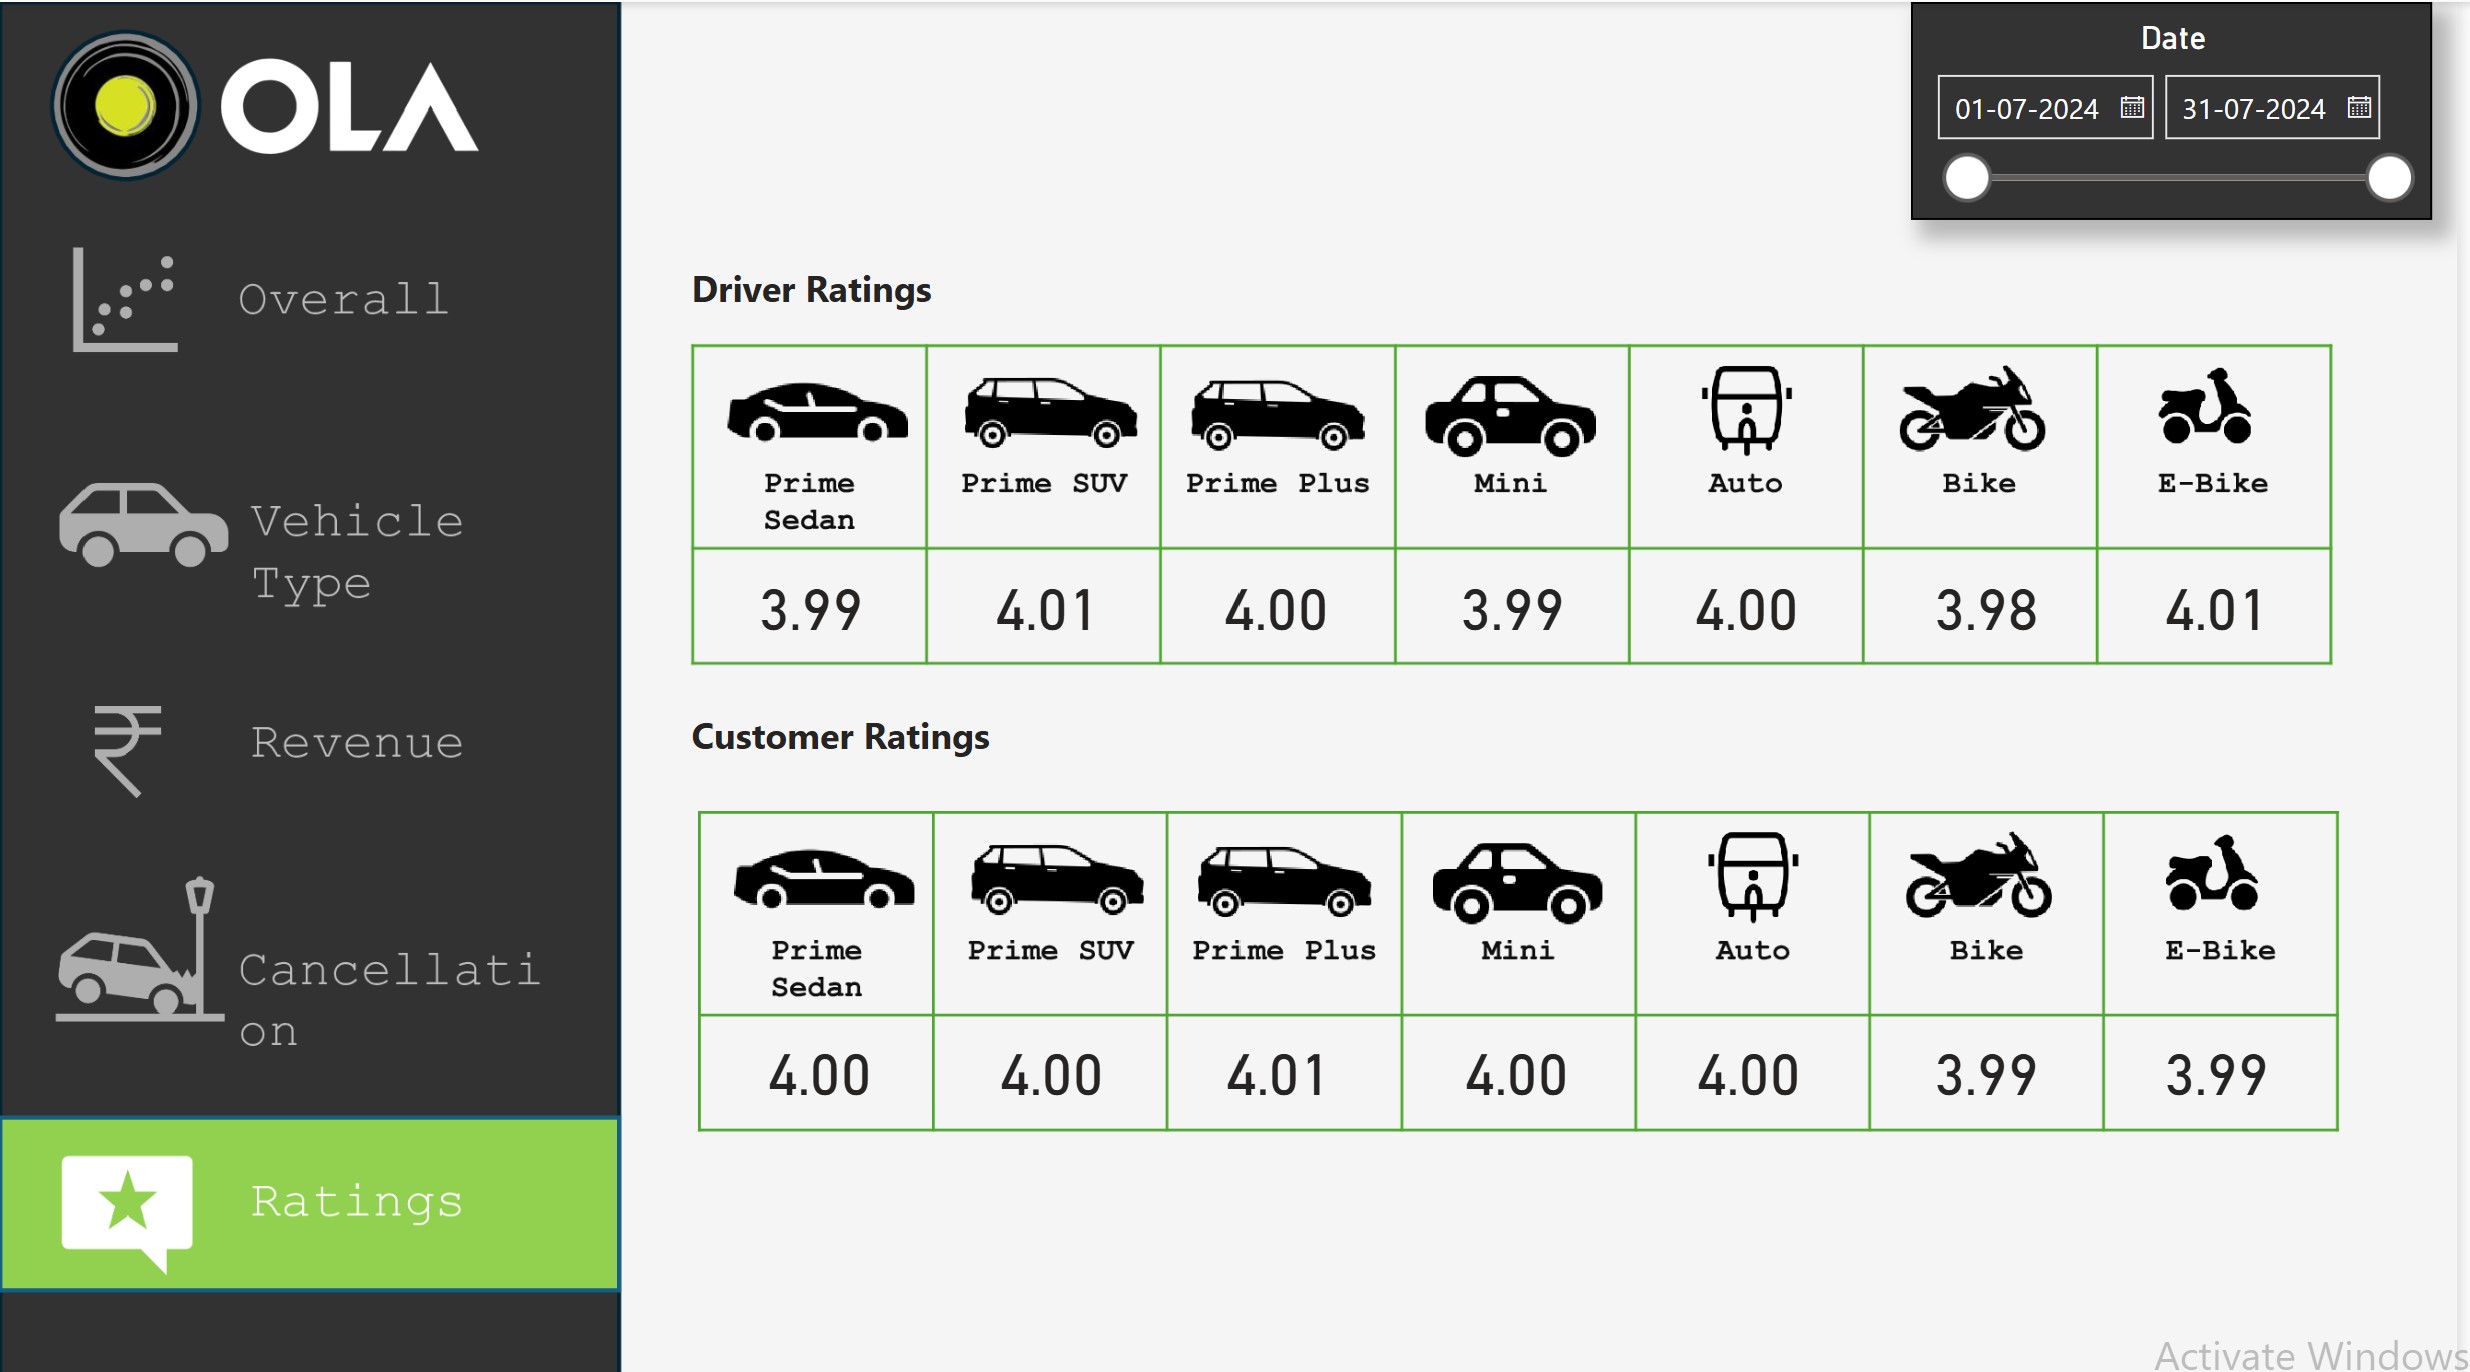 OLA
Overall
Vehicle
Type
Revenue
Cancellati
on
Ratings
Date
01-07-2024 31-07-2024
Driver Ratings
Prime Sedan Prime SUV Prime Plus Mini Auto Bike E-Bike
3.99 4.01 4.00 3.99 4.00 3.98 4.01
Customer Ratings
Prime Sedan Prime SUV Prime Plus Mini Auto Bike E-Bike
4.00 4.00 4.01 4.00 4.00 3.99 3.99
Activate Windows